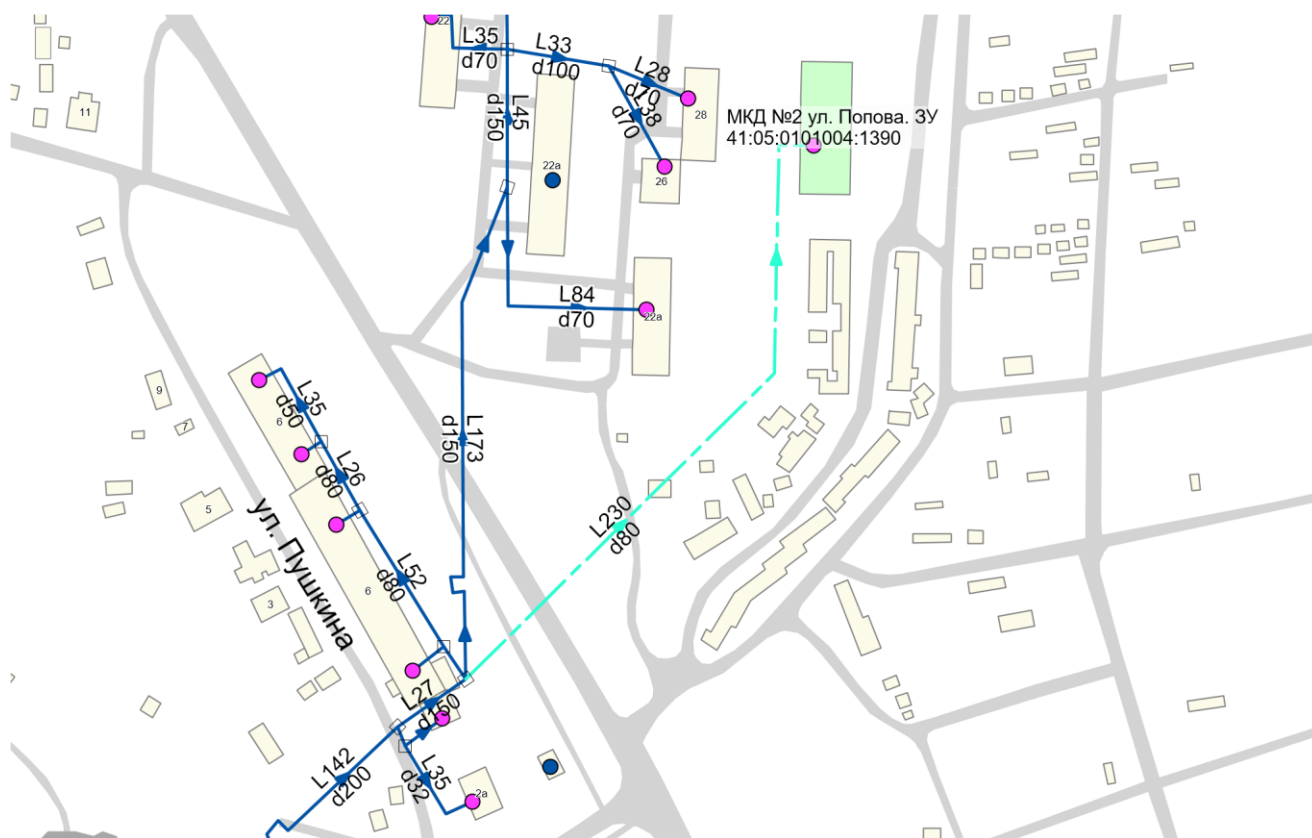 22
L35
d70
L33
d100
L28
d70
L38
d70
28
26
L45
d150
22а
11
МКД №2 ул. Попова. ЗУ
41:05:0101004:1390
L84
d70
22а
L173
d150
9
7
5
3
6
L35
d50
L26
d80
L52
d80
6
ул. Пушкина
L230
d80
L27
d150
L142
d200
L35
d32
2а